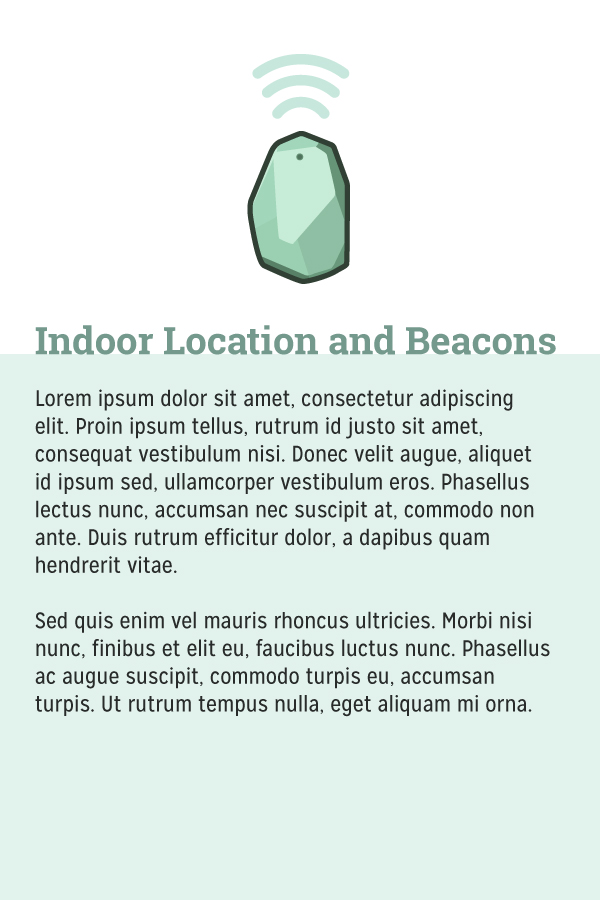 Indoor Location and Beacons
Lorem ipsum dolor sit amet, consectetur adipiscing
elit. Proin ipsum tellus, rutrum id justo sit amet,
consequat vestibulum nisi. Donec velit augue, aliquet
id ipsum sed, ullamcorper vestibulum eros. Phasellus
lectus nunc, accumsan nec suscipit at, commodo non
ante. Duis rutrum efficitur dolor, a dapibus quam
hendrerit vitae.
Sed quis enim vel mauris rhoncus ultricies. Morbi nisi
nunc, finibus et elit eu, faucibus luctus nunc. Phasellus
ac augue suscipit, commodo turpis eu, accumsan
turpis. Ut rutrum tempus nulla, eget aliquam mi orna.